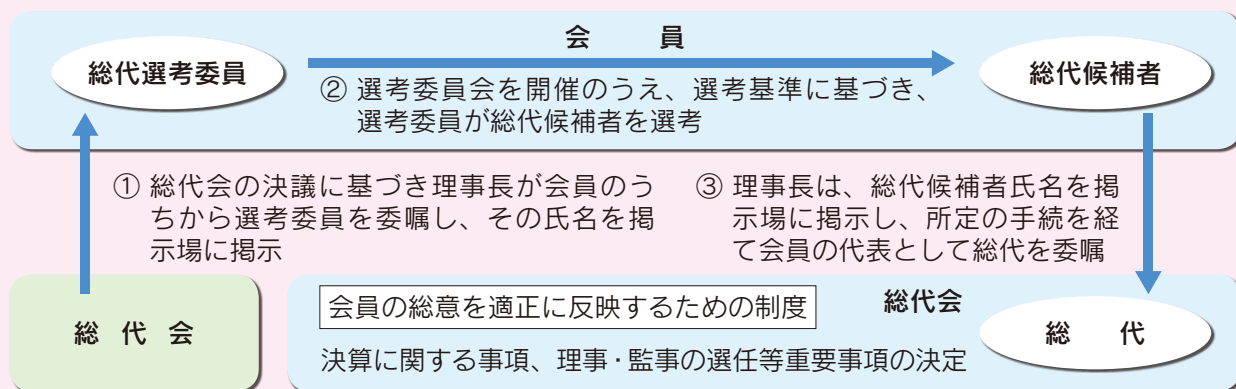 会　員
総代選考委員
総代候補者
② 選考委員会を開催のうえ、選考基準に基づき、
選考委員が総代候補者を選考
① 総代会の決議に基づき理事長が会員のう
ちから選考委員を委嘱し、その氏名を掲
示場に掲示
③ 理事長は、総代候補者氏名を掲
示場に掲示し、所定の手続を経
て会員の代表として総代を委嘱
総 代 会
会員の総意を適正に反映するための制度
総代会
総　代
決算に関する事項、理事・監事の選任等重要事項の決定